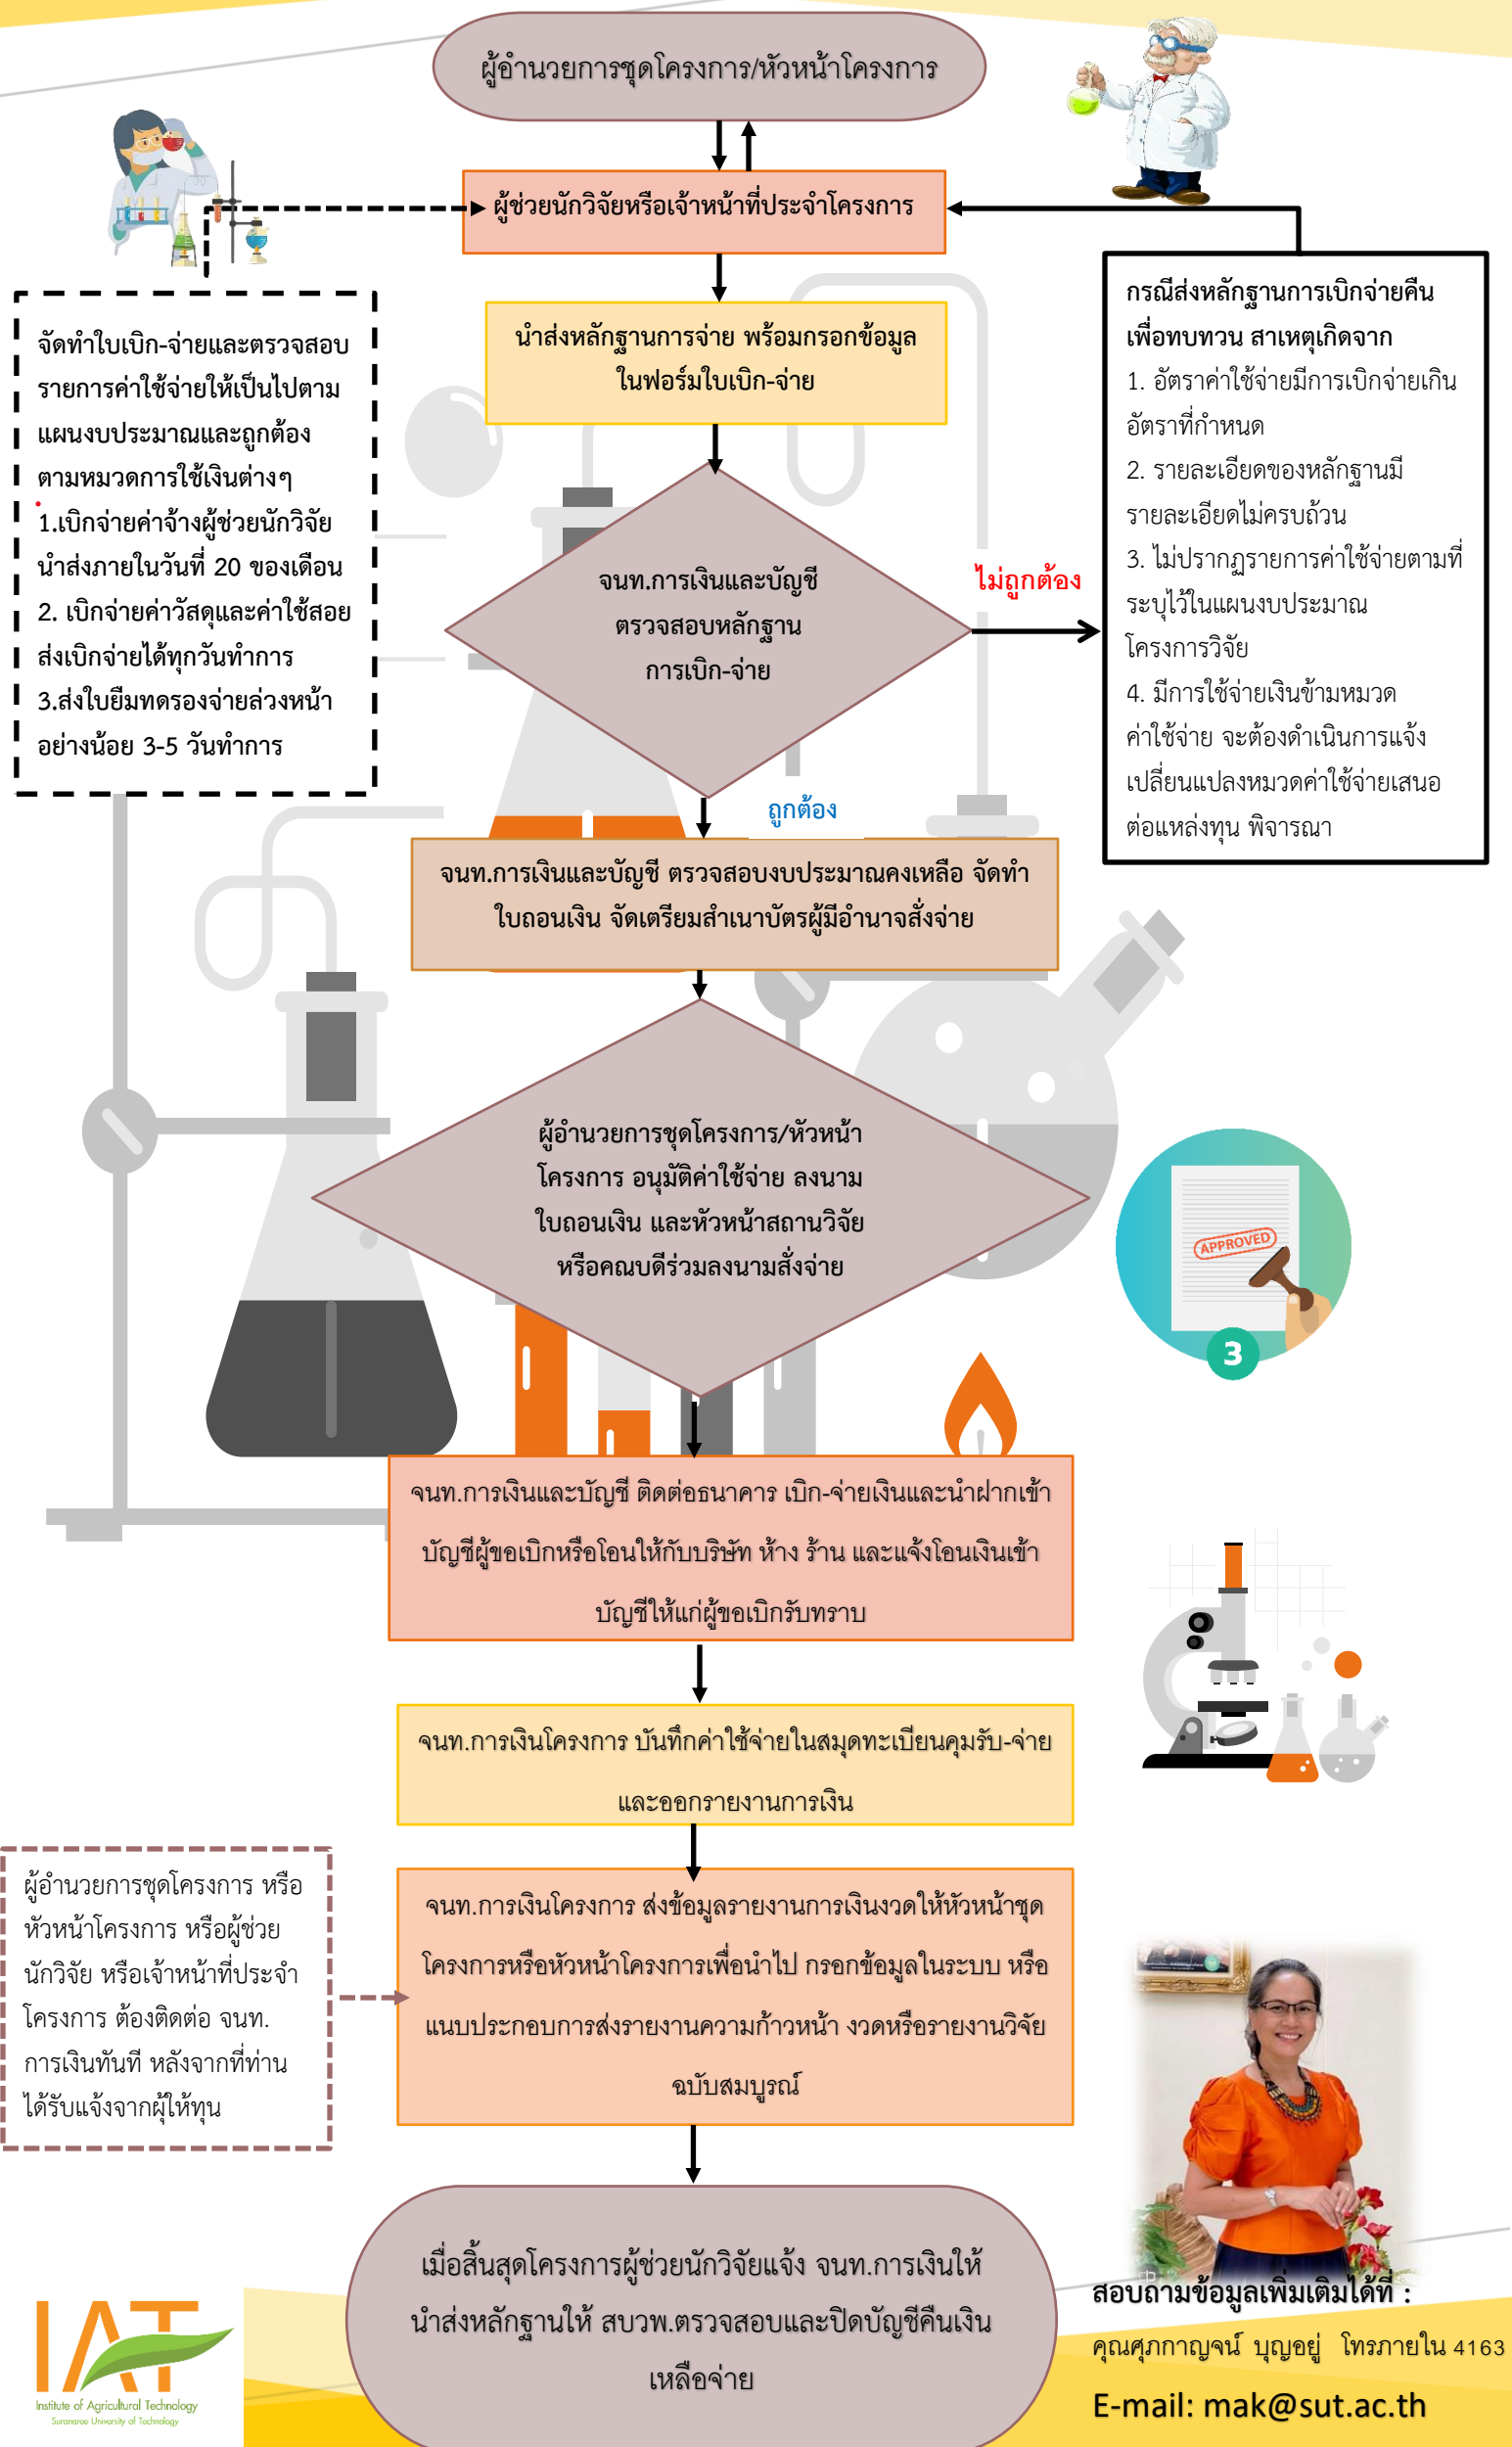 ผู้อำนวยการชุดโครงการ/หัวหน้าโครงการ
ผู้ช่วยนักวิจัยหรือเจ้าหน้าที่ประจำโครงการ
นำส่งหลักฐานการจ่าย พร้อมกรอกข้อมูล
ในฟอร์มใบเบิก-จ่าย
จัดทำใบเบิก-จ่ายและตรวจสอบ
รายการค่าใช้จ่ายให้เป็นไปตาม
แผนงบประมาณและถูกต้อง
ตามหมวดการใช้เงินต่างๆ
1.เบิกจ่ายค่าจ้างผู้ช่วยนักวิจัย
นำส่งภายในวันที่ 20 ของเดือน
2. เบิกจ่ายค่าวัสดุและค่าใช้สอย
ส่งเบิกจ่ายได้ทุกวันทำการ
3.ส่งใบยืมทดรองจ่ายล่วงหน้า
อย่างน้อย 3-5 วันทำการ
จนท.การเงินและบัญชี
ตรวจสอบหลักฐาน
การเบิก-จ่าย
ไม่ถูกต้อง
กรณีส่งหลักฐานการเบิกจ่ายคืน
เพื่อทบทวน สาเหตุเกิดจาก
1. อัตราค่าใช้จ่ายมีการเบิกจ่ายเกิน
อัตราที่กำหนด
2. รายละเอียดของหลักฐานมี
รายละเอียดไม่ครบถ้วน
3. ไม่ปรากฏรายการค่าใช้จ่ายตามที่
ระบุไว้ในแผนงบประมาณ
โครงการวิจัย
4. มีการใช้จ่ายเงินข้ามหมวด
ค่าใช้จ่าย จะต้องดำเนินการแจ้ง
เปลี่ยนแปลงหมวดค่าใช้จ่ายเสนอ
ต่อแหล่งทุน พิจารณา
ถูกต้อง
จนท.การเงินและบัญชี ตรวจสอบงบประมาณคงเหลือ จัดทำ
ใบถอนเงิน จัดเตรียมสำเนาบัตรผู้มีอำนาจสั่งจ่าย
ผู้อำนวยการชุดโครงการ/หัวหน้า
โครงการ อนุมัติค่าใช้จ่าย ลงนาม
ใบถอนเงิน และหัวหน้าสถานวิจัย
หรือคณบดีร่วมลงนามสั่งจ่าย
APPROVED
3
จนท.การเงินและบัญชี ติดต่อธนาคาร เบิก-จ่ายเงินและนำฝากเข้า
บัญชีผู้ขอเบิกหรือโอนให้กับบริษัท ห้าง ร้าน และแจ้งโอนเงินเข้า
บัญชีให้แก่ผู้ขอเบิกรับทราบ
จนท.การเงินโครงการ บันทึกค่าใช้จ่ายในสมุดทะเบียนคุมรับ-จ่าย
และออกรายงานการเงิน
ผู้อำนวยการชุดโครงการ หรือ
หัวหน้าโครงการ หรือผู้ช่วย
นักวิจัย หรือเจ้าหน้าที่ประจำ
โครงการ ต้องติดต่อ จนท.
การเงินทันที หลังจากที่ท่าน
ได้รับแจ้งจากผุ้ให้ทุน
จนท.การเงินโครงการ ส่งข้อมูลรายงานการเงินงวดให้หัวหน้าชุด
โครงการหรือหัวหน้าโครงการเพื่อนำไป กรอกข้อมูลในระบบ หรือ
แนบประกอบการส่งรายงานความก้าวหน้า งวดหรือรายงานวิจัย
ฉบับสมบูรณ์
เมื่อสิ้นสุดโครงการผู้ช่วยนักวิจัยแจ้ง จนท.การเงินให้
นำส่งหลักฐานให้ สบวพ.ตรวจสอบและปิดบัญชีคืนเงิน
เหลือจ่าย
IAT
Institute of Agricultural Technology
Suranaree University of Technology
สอบถามข้อมูลเพิ่มเติมได้ที่ :
คุณศุภกาญจน์ บุญอยู่ โทรภายใน 4163
E-mail: mak@sut.ac.th